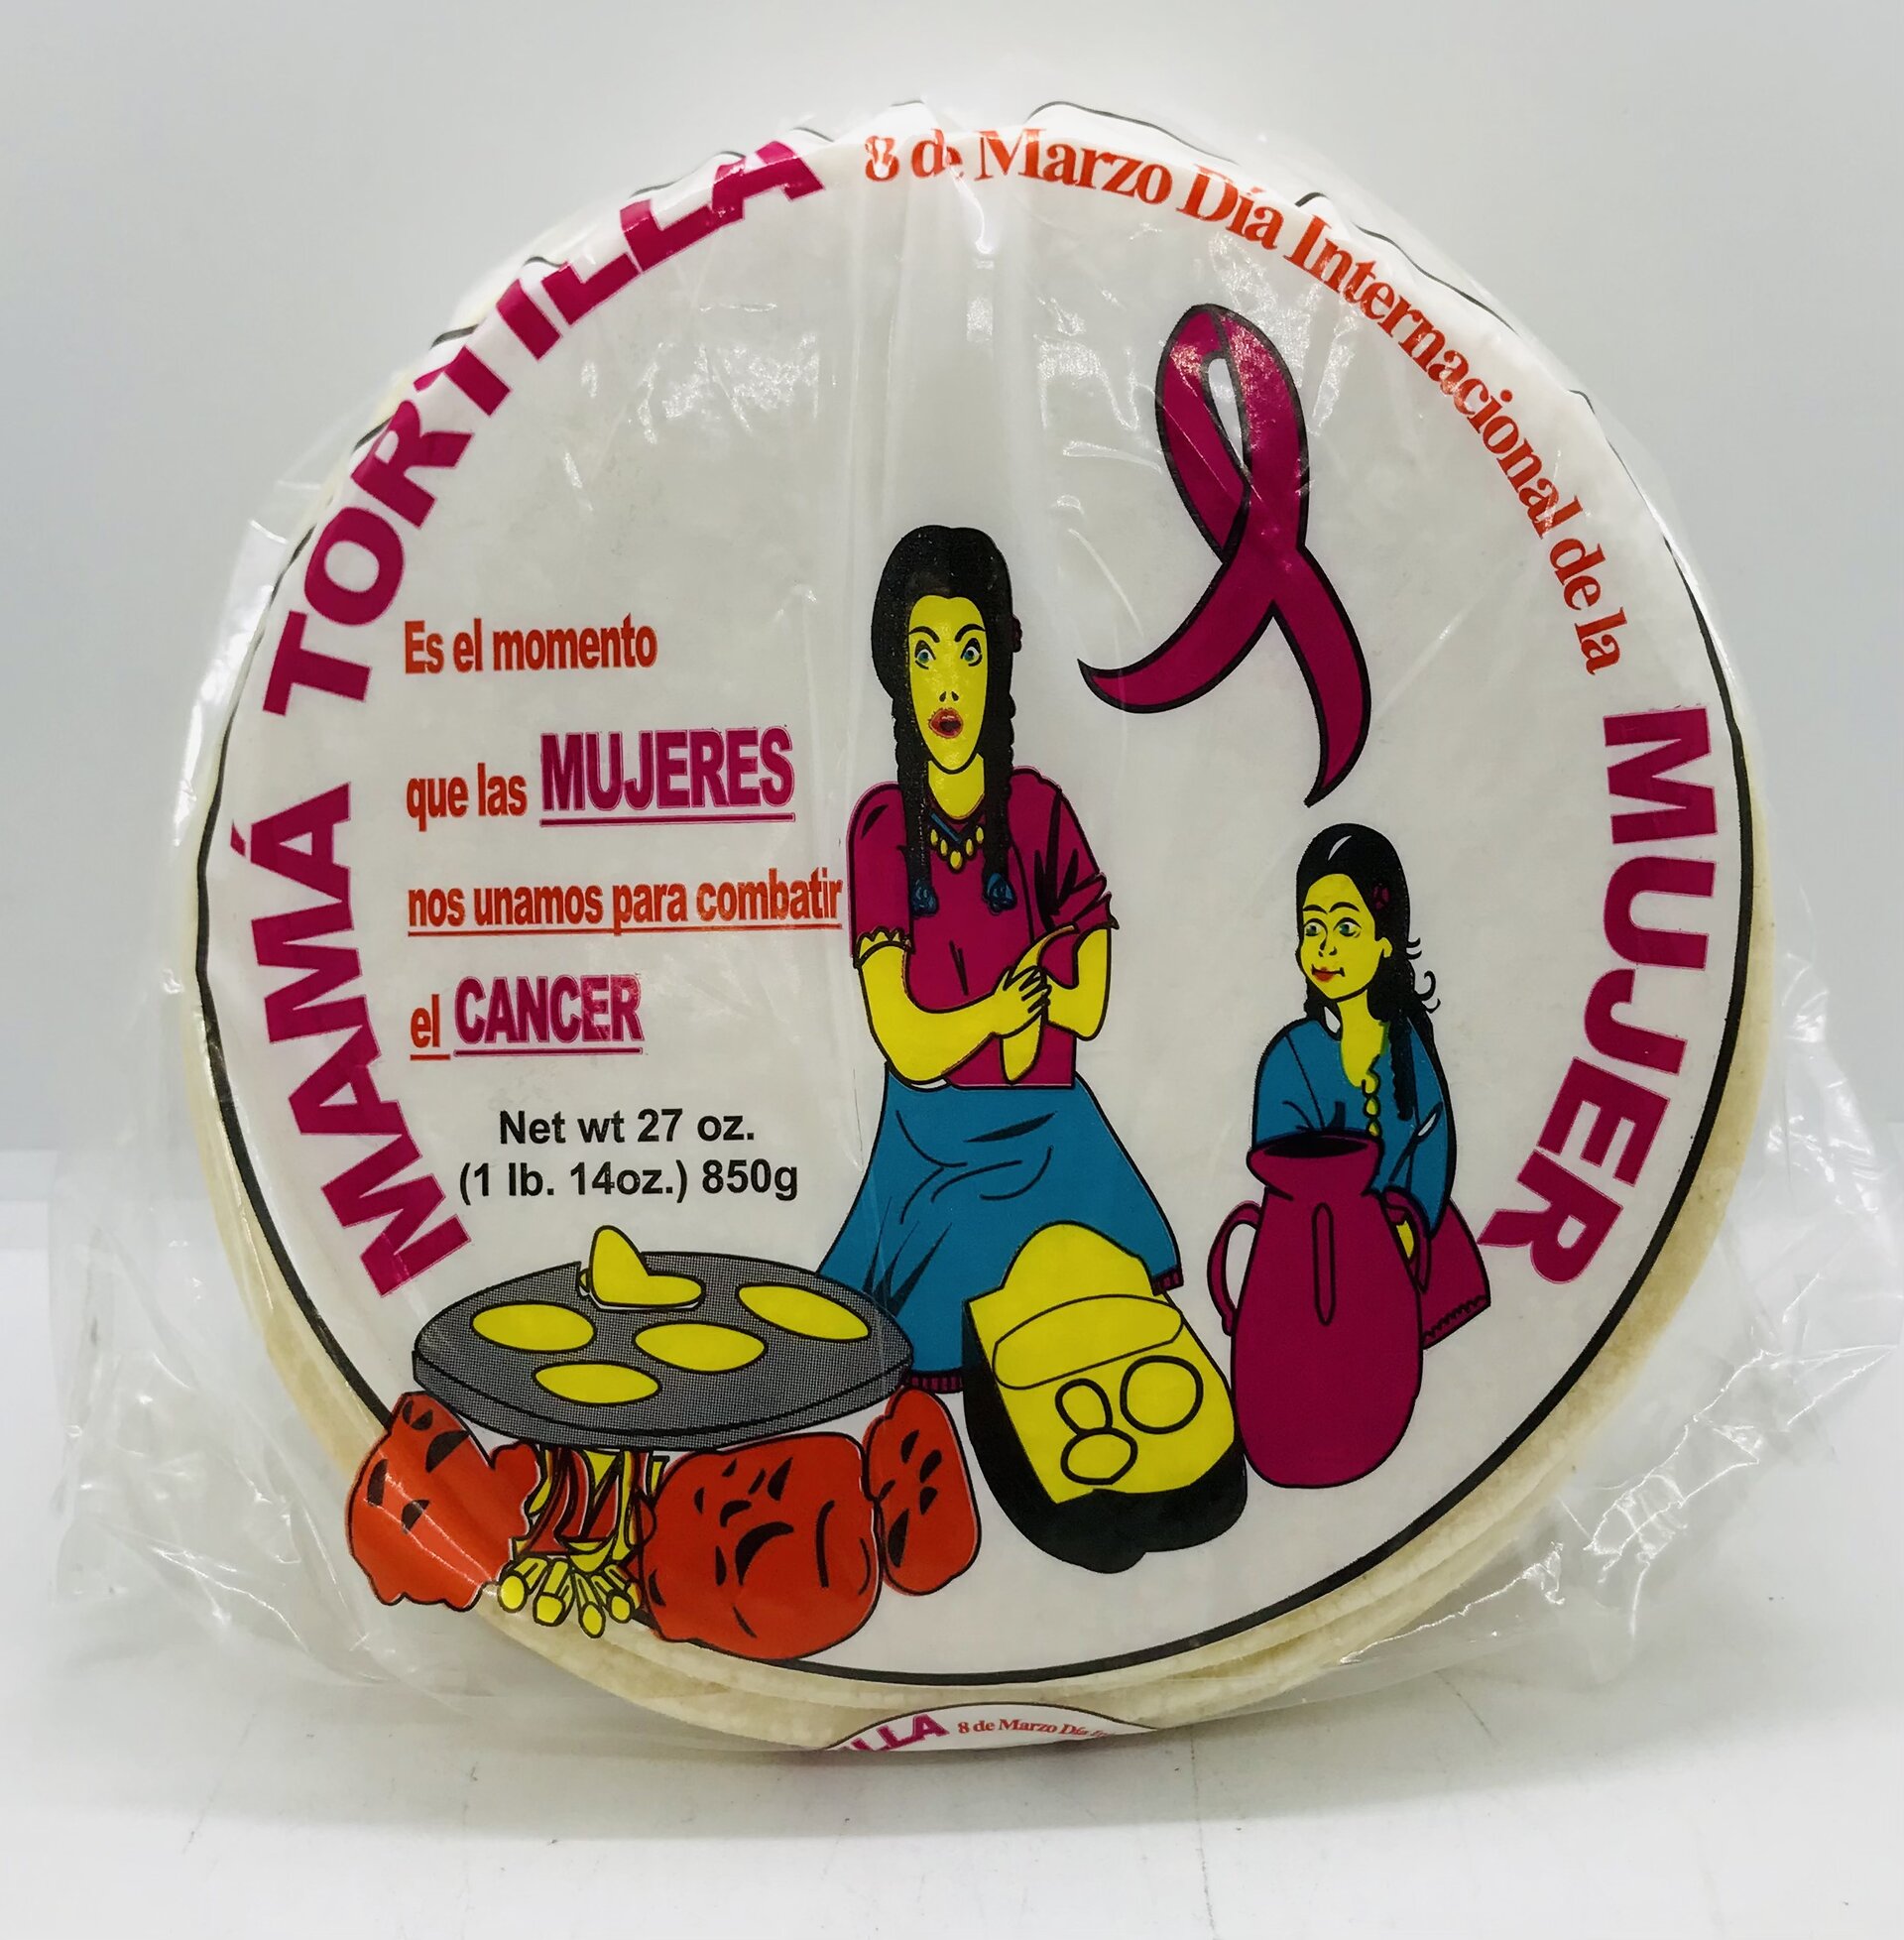 MAMÁ TORTILLA
8 de Marzo Día Internacional de la
MUJER
Es el momento
que las MUJERES
nos unamos para combatir
el CANCER
Net wt 27 oz.
(1 lb. 14oz.) 850g
LLA 8 de Marzo Día